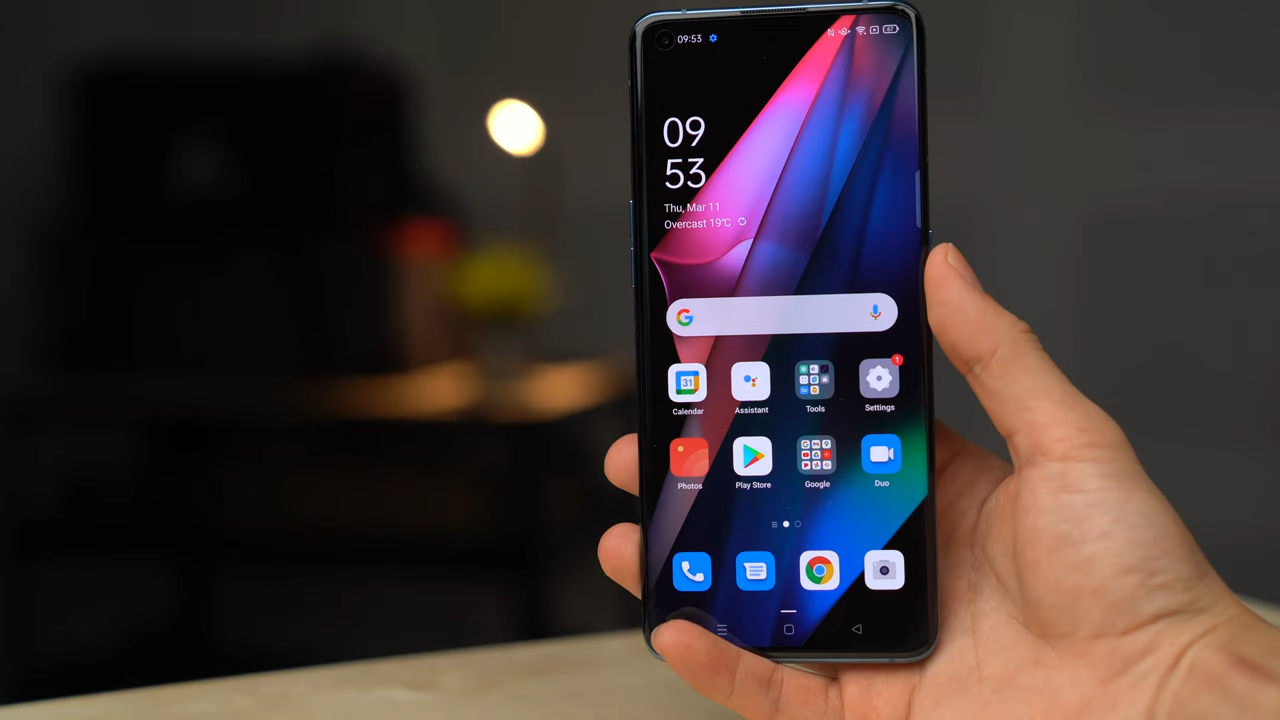 09:53
67
09
53
Thu, Mar 11
Overcast 19°C
G
31
1
Calendar
Assistant
Tools
Settings
Photos
Play Store
Google
Duo